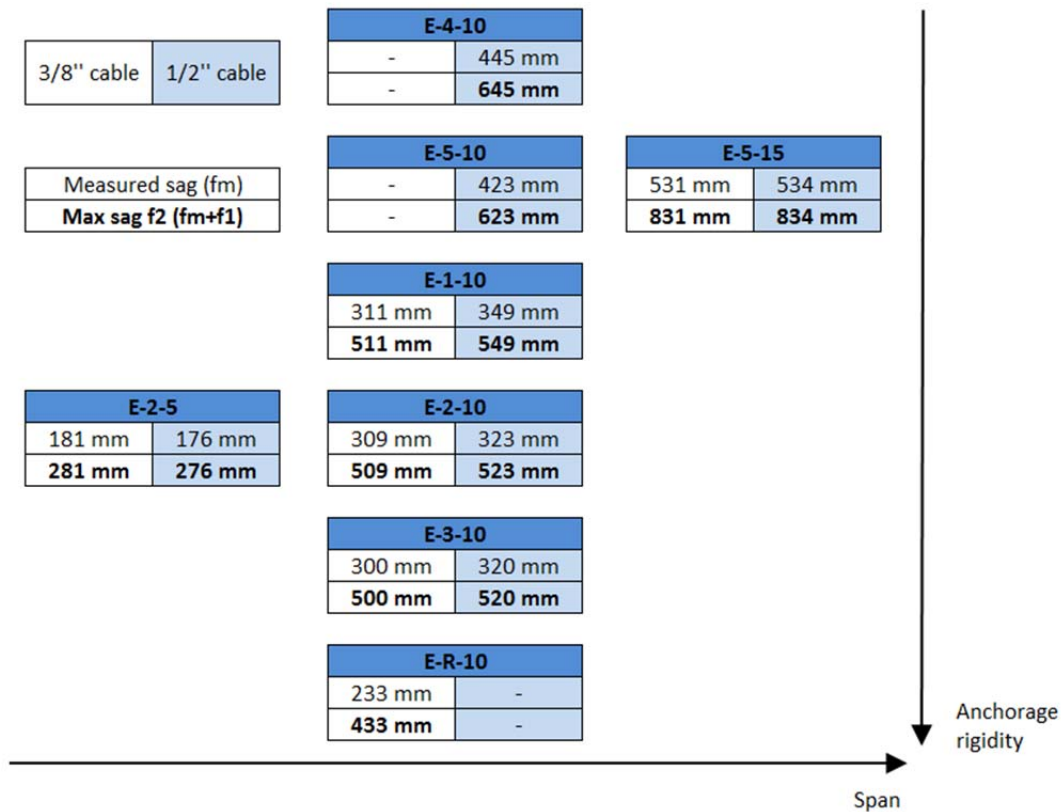 E-4-10
3/8'' cable 1/2'' cable
- 445 mm
- 645 mm
E-5-10 E-5-15
Measured sag (fm) - 423 mm 531 mm 534 mm
Max sag f2 (fm+f1) - 623 mm 831 mm 834 mm
E-1-10
311 mm 349 mm
511 mm 549 mm
E-2-5 E-2-10
181 mm 176 mm 309 mm 323 mm
281 mm 276 mm 509 mm 523 mm
E-3-10
300 mm 320 mm
500 mm 520 mm
E-R-10
233 mm -
433 mm -
Anchorage
rigidity
Span